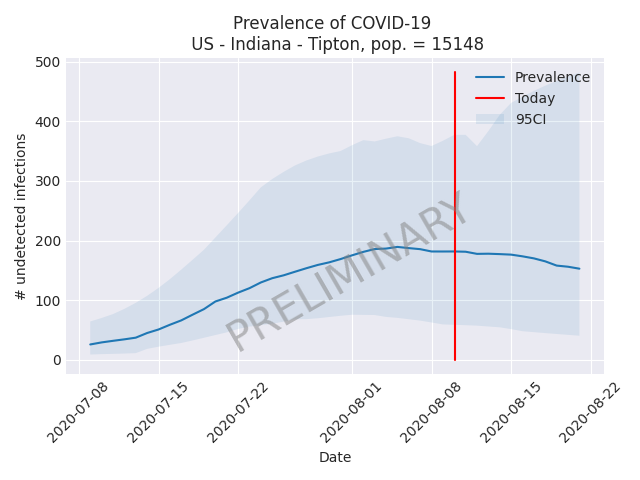 Prevalence of COVID-19
US - Indiana - Tipton, pop. = 15148
500
400
300
200
100
0
# undetected infections
Prevalence
Today
95CI
PRELIMINARY
2020-07-08
2020-07-15
2020-07-22
2020-08-01
2020-08-08
2020-08-15
2020-08-22
Date